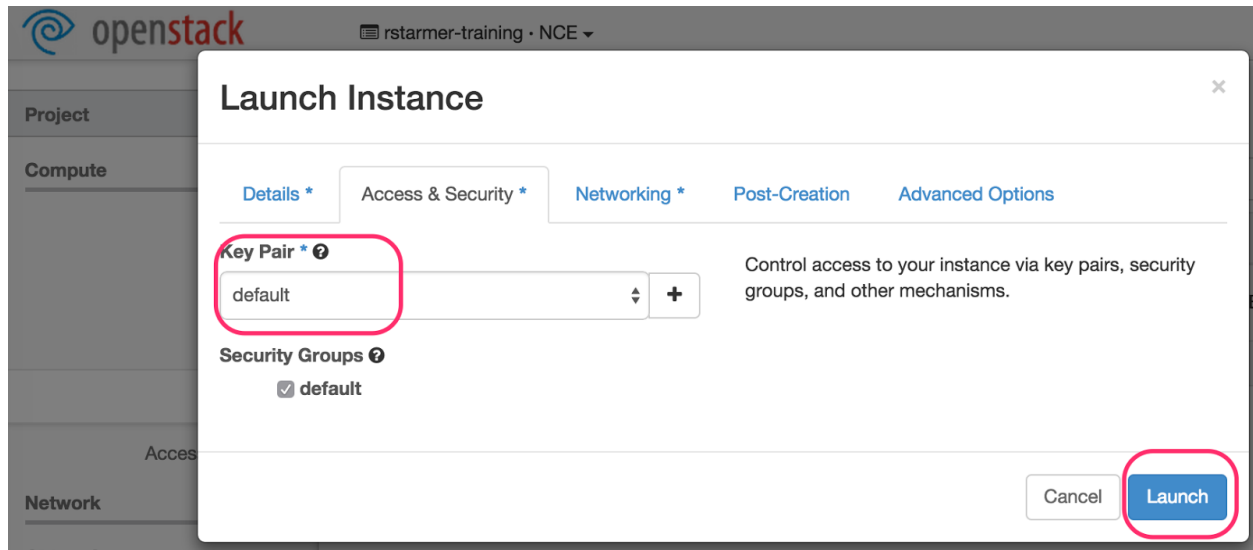 openstack
rstarmer-training · NCE
Project
Compute
Acces
Network
Launch Instance
×
Details *
Access & Security *
Networking *
Post-Creation
Advanced Options
Key Pair *
default
+
Control access to your instance via key pairs, security
groups, and other mechanisms.
Security Groups
default
Cancel
Launch